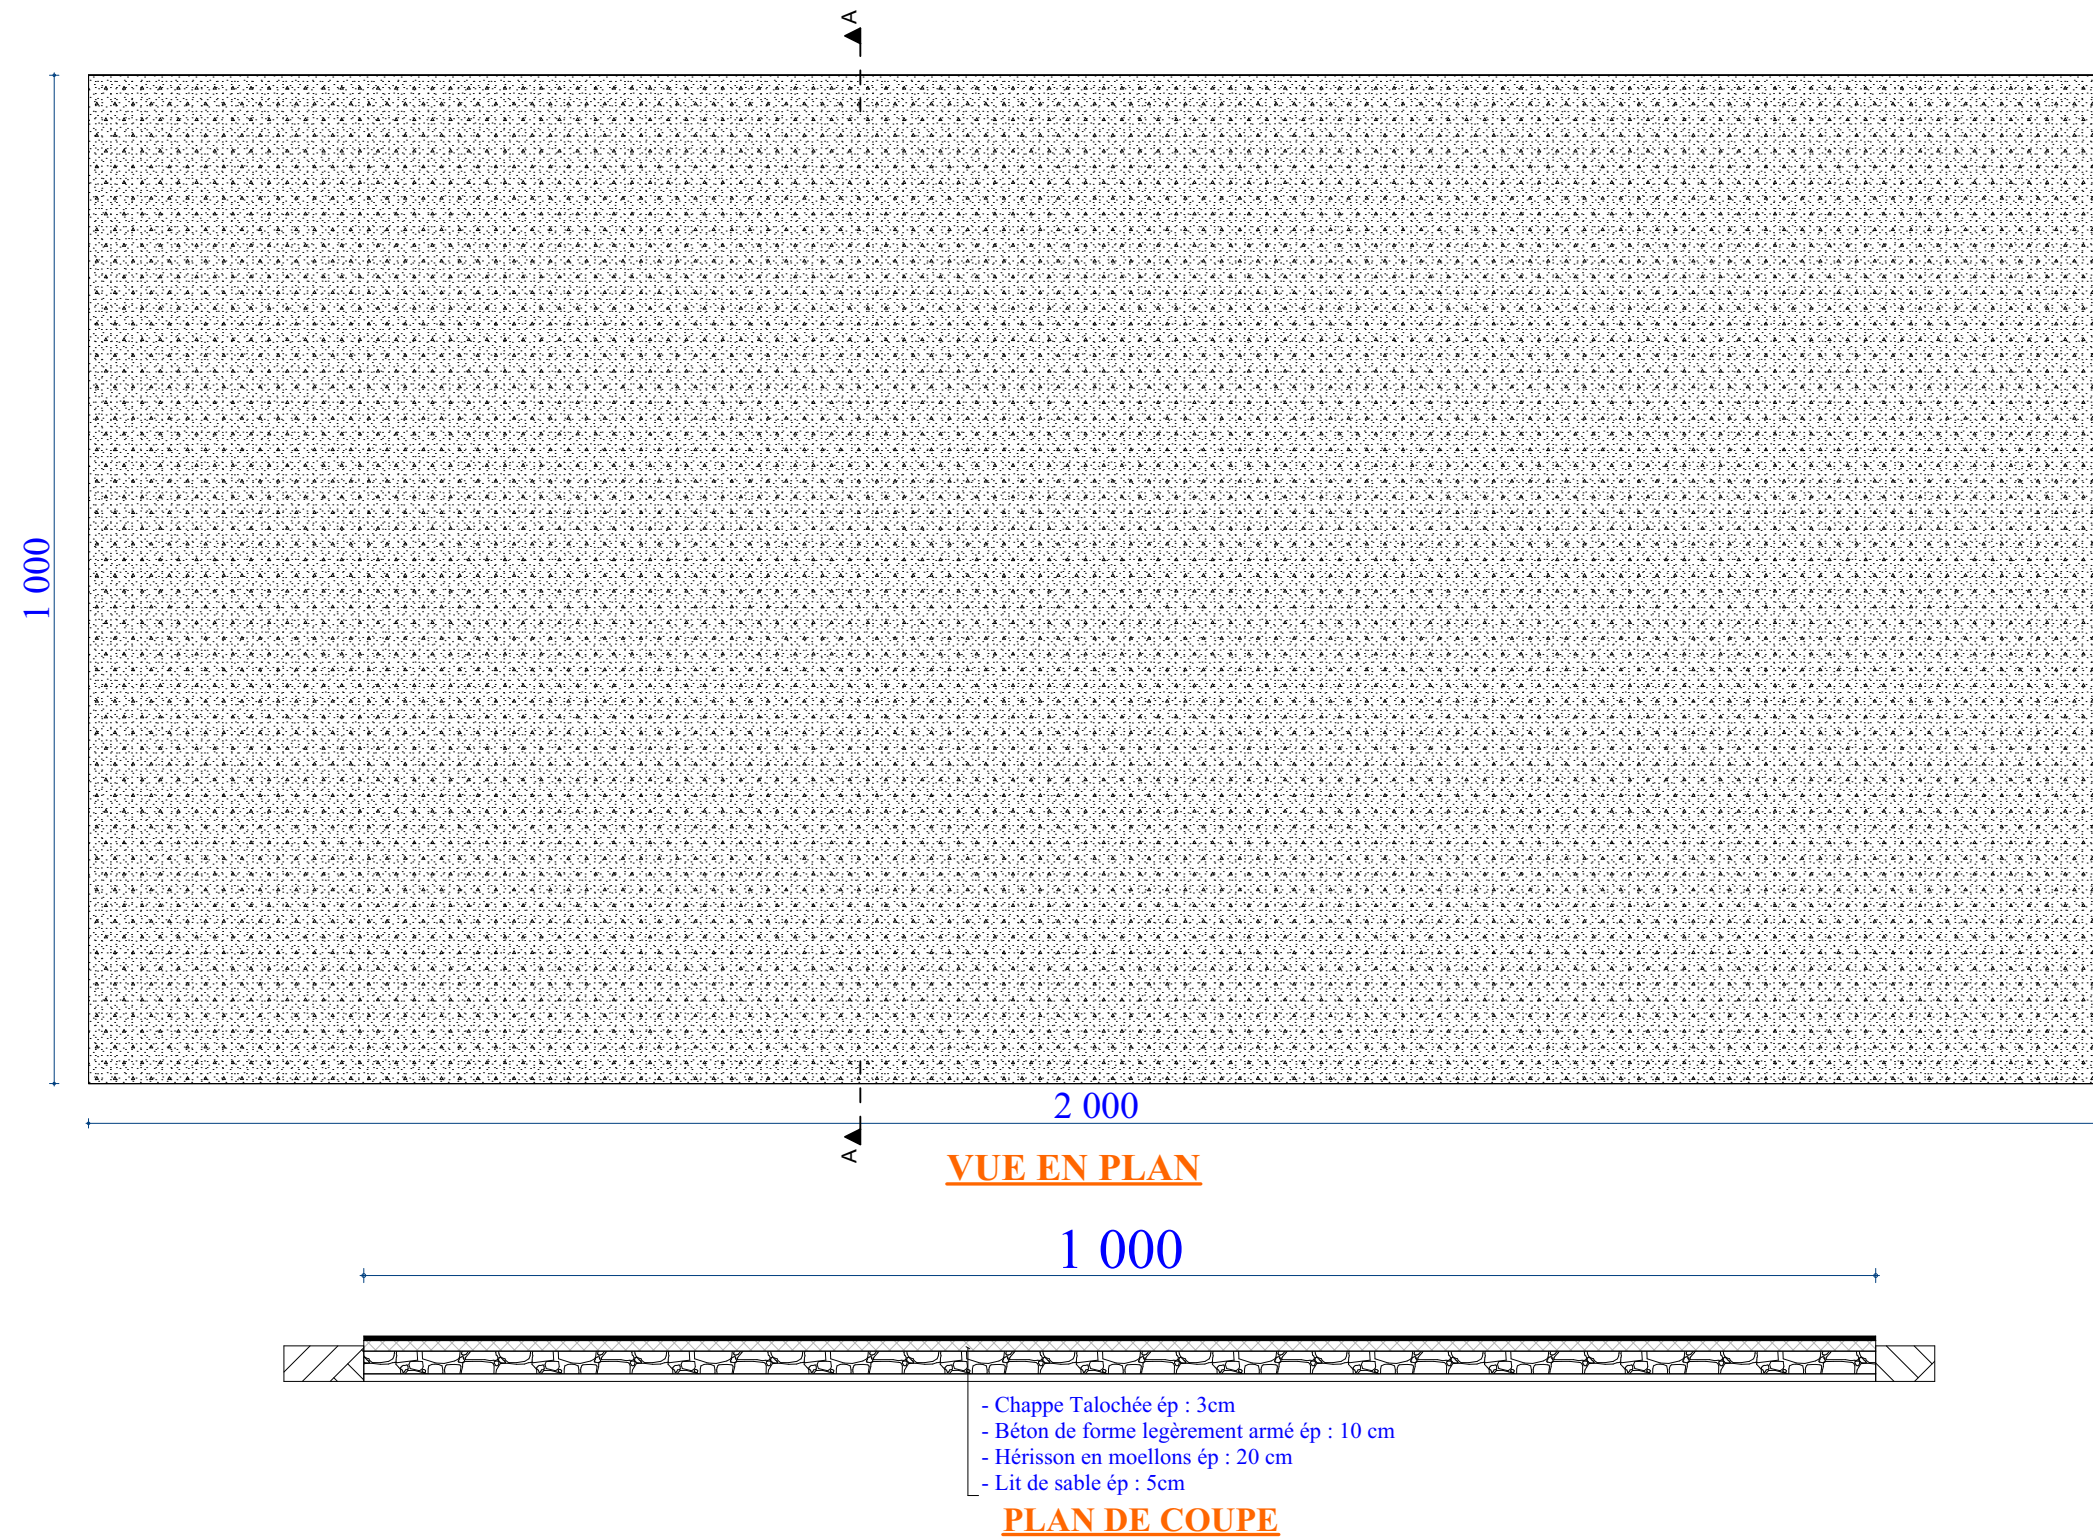 A
1 000
2 000
A
VUE EN PLAN
1 000
- Chappe Talochée ép : 3cm
- Béton de forme legèrement armé ép : 10 cm
- Hérisson en moellons ép : 20 cm
- Lit de sable ép : 5cm
PLAN DE COUPE